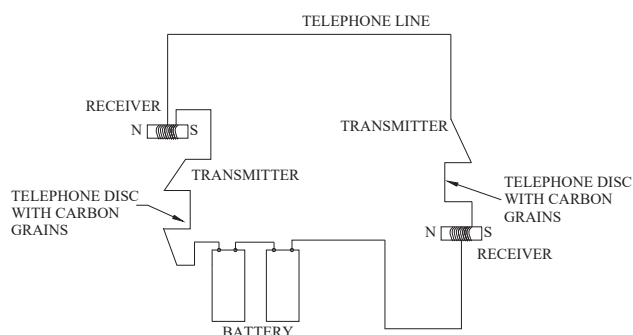 TELEPHONE LINE
RECEIVER
N S
TRANSMITTER
TRANSMITTER
TELEPHONE DISC
WITH CARBON
GRAINS
TELEPHONE DISC
WITH CARBON
GRAINS
N S
RECEIVER
BATTERY